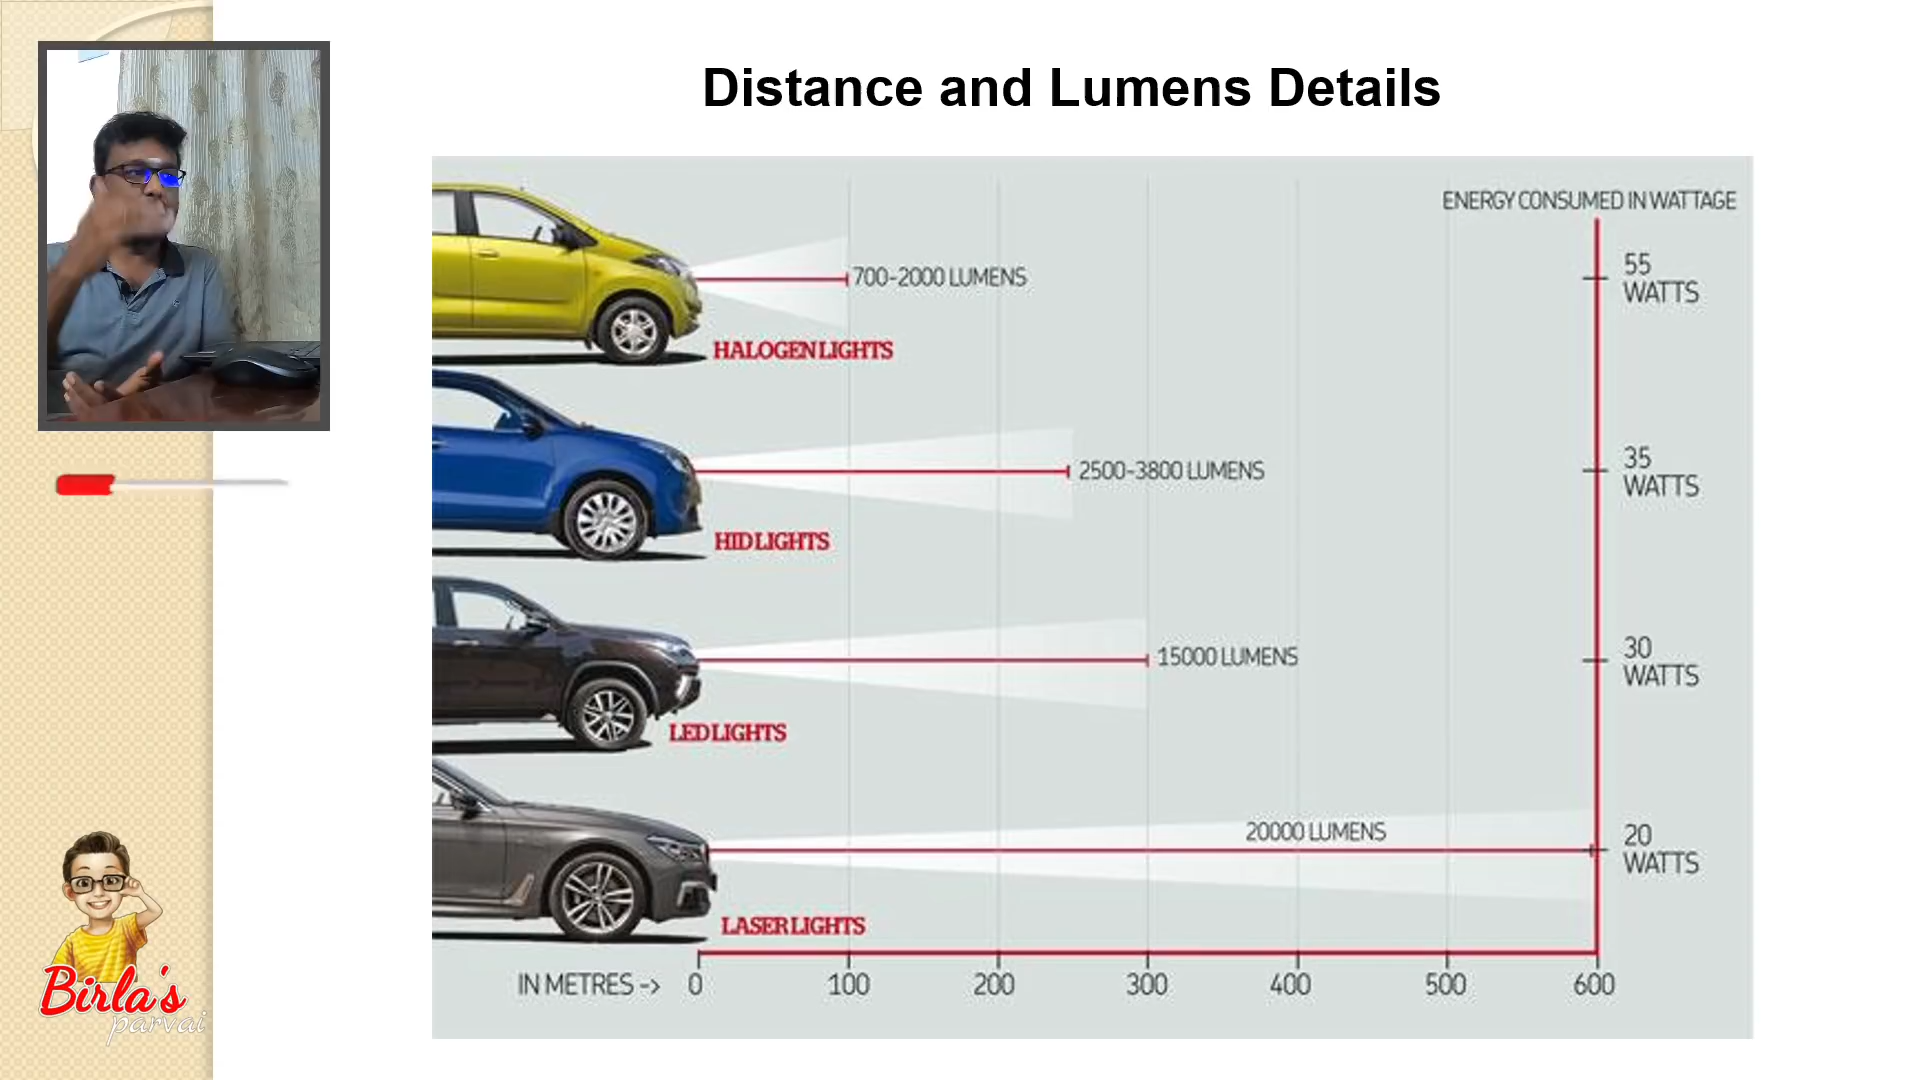 Distance and Lumens Details
ENERGY CONSUMED IN WATTAGE
700-2000 LUMENS
55
WATTS
HALOGEN LIGHTS
2500-3800 LUMENS
35
WATTS
HID LIGHTS
15000 LUMENS
30
WATTS
LED LIGHTS
20000 LUMENS
20
WATTS
LASER LIGHTS
IN METRES -> 0 100 200 300 400 500 600
Birla's
parvai